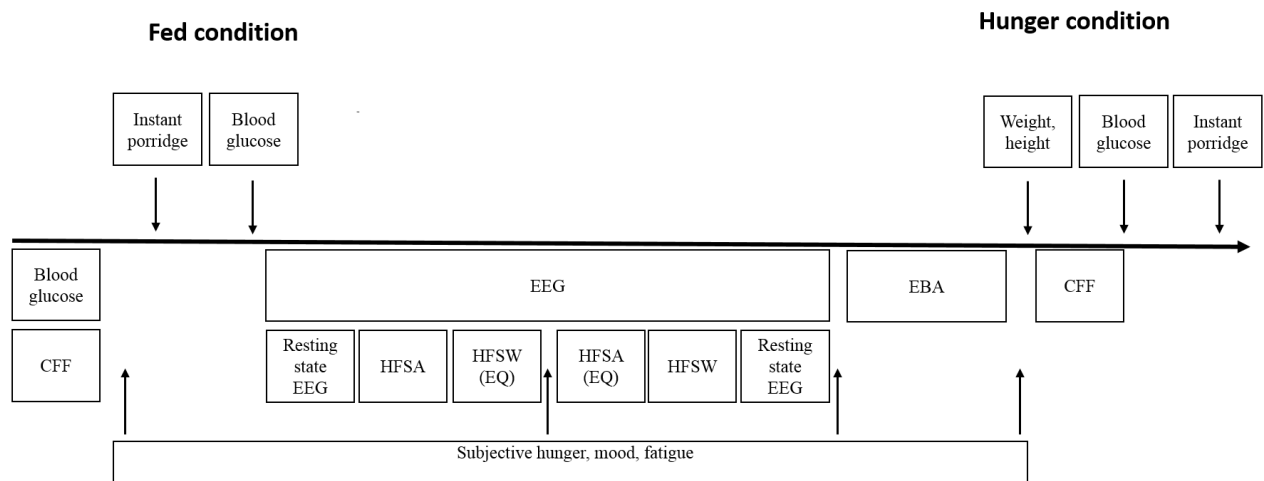 Fed condition
Hunger condition
Instant
porridge
Blood
glucose
Weight,
height
Blood
glucose
Instant
porridge
Blood
glucose
EEG
EBA
CFF
CFF
Resting
state
EEG
HFSA
HFSW
(EQ)
HFSA
(EQ)
HFSW
Resting
state
EEG
Subjective hunger, mood, fatigue